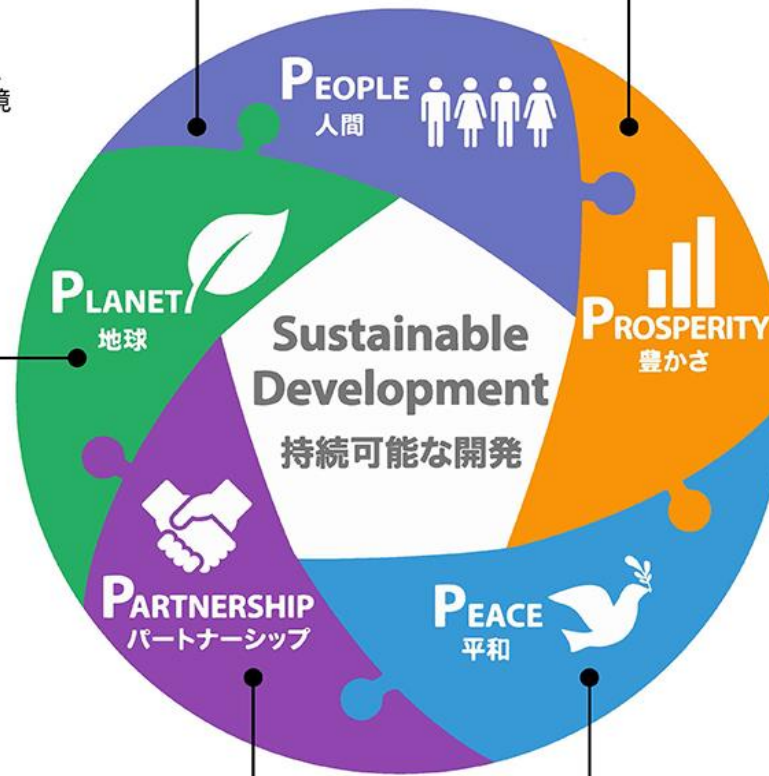 境
PEOPLE
人間
PROSPERITY
豊かさ
PEACE
平和
PARTNERSHIP
パートナーシップ
PLANET
地球
Sustainable
Development
持続可能な開発